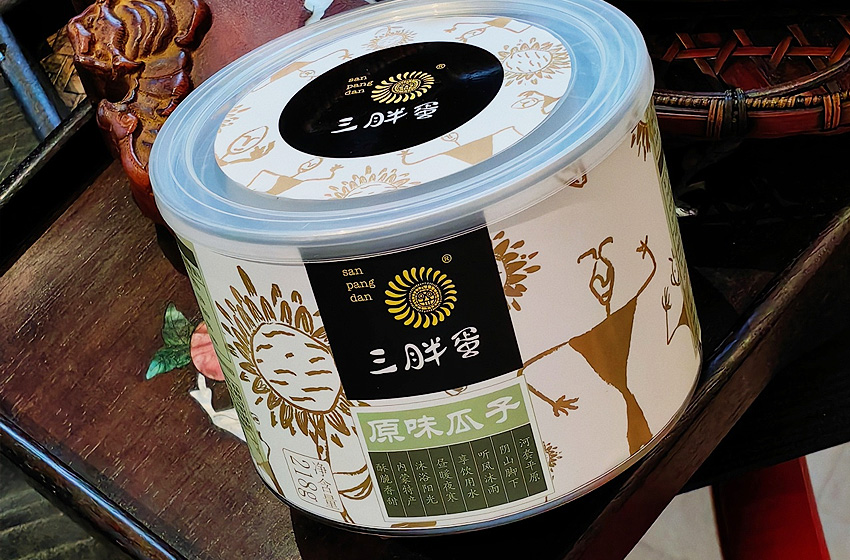 san
pang
dan
®
三胖蛋
san
pang
dan
®
三胖蛋
原味瓜子
河套平原
阴山脚下
听风沐雨
享饮用水
昼暖夜寒
沐浴阳光
内蒙特产
酥脆香甜
净含量
218g